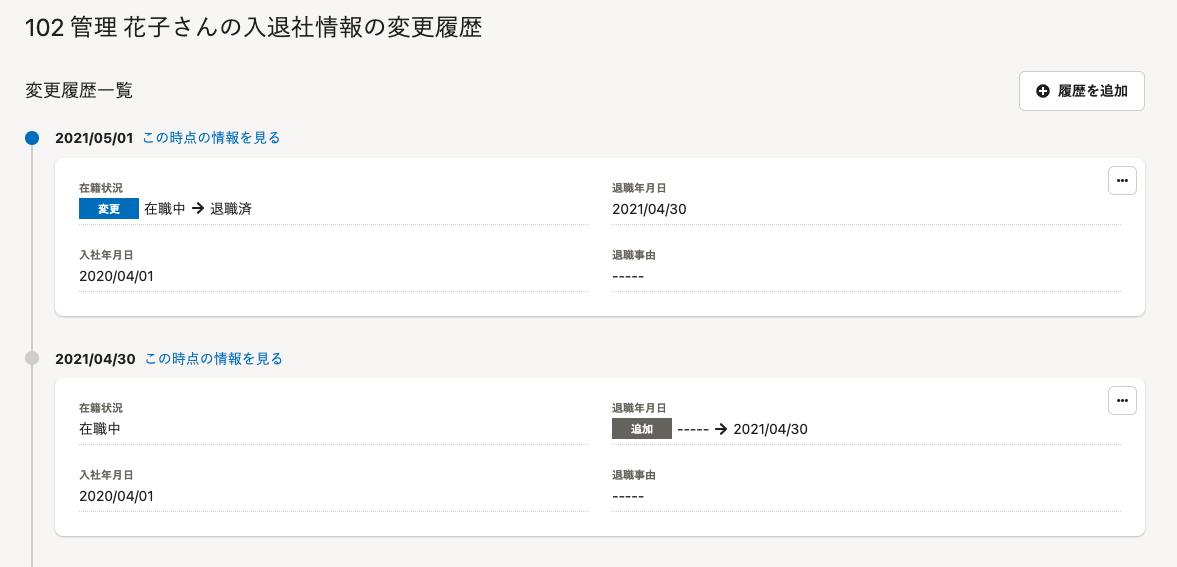 102 管理 花子さんの入退社情報の変更履歴
変更履歴一覧
履歴を追加
2021/05/01 この時点の情報を見る
在籍状況
変更 在職中 → 退職済
退職年月日
2021/04/30
入社年月日
2020/04/01
退職事由
-----
2021/04/30 この時点の情報を見る
在籍状況
在職中
退職年月日
追加 ----- → 2021/04/30
入社年月日
2020/04/01
退職事由
-----